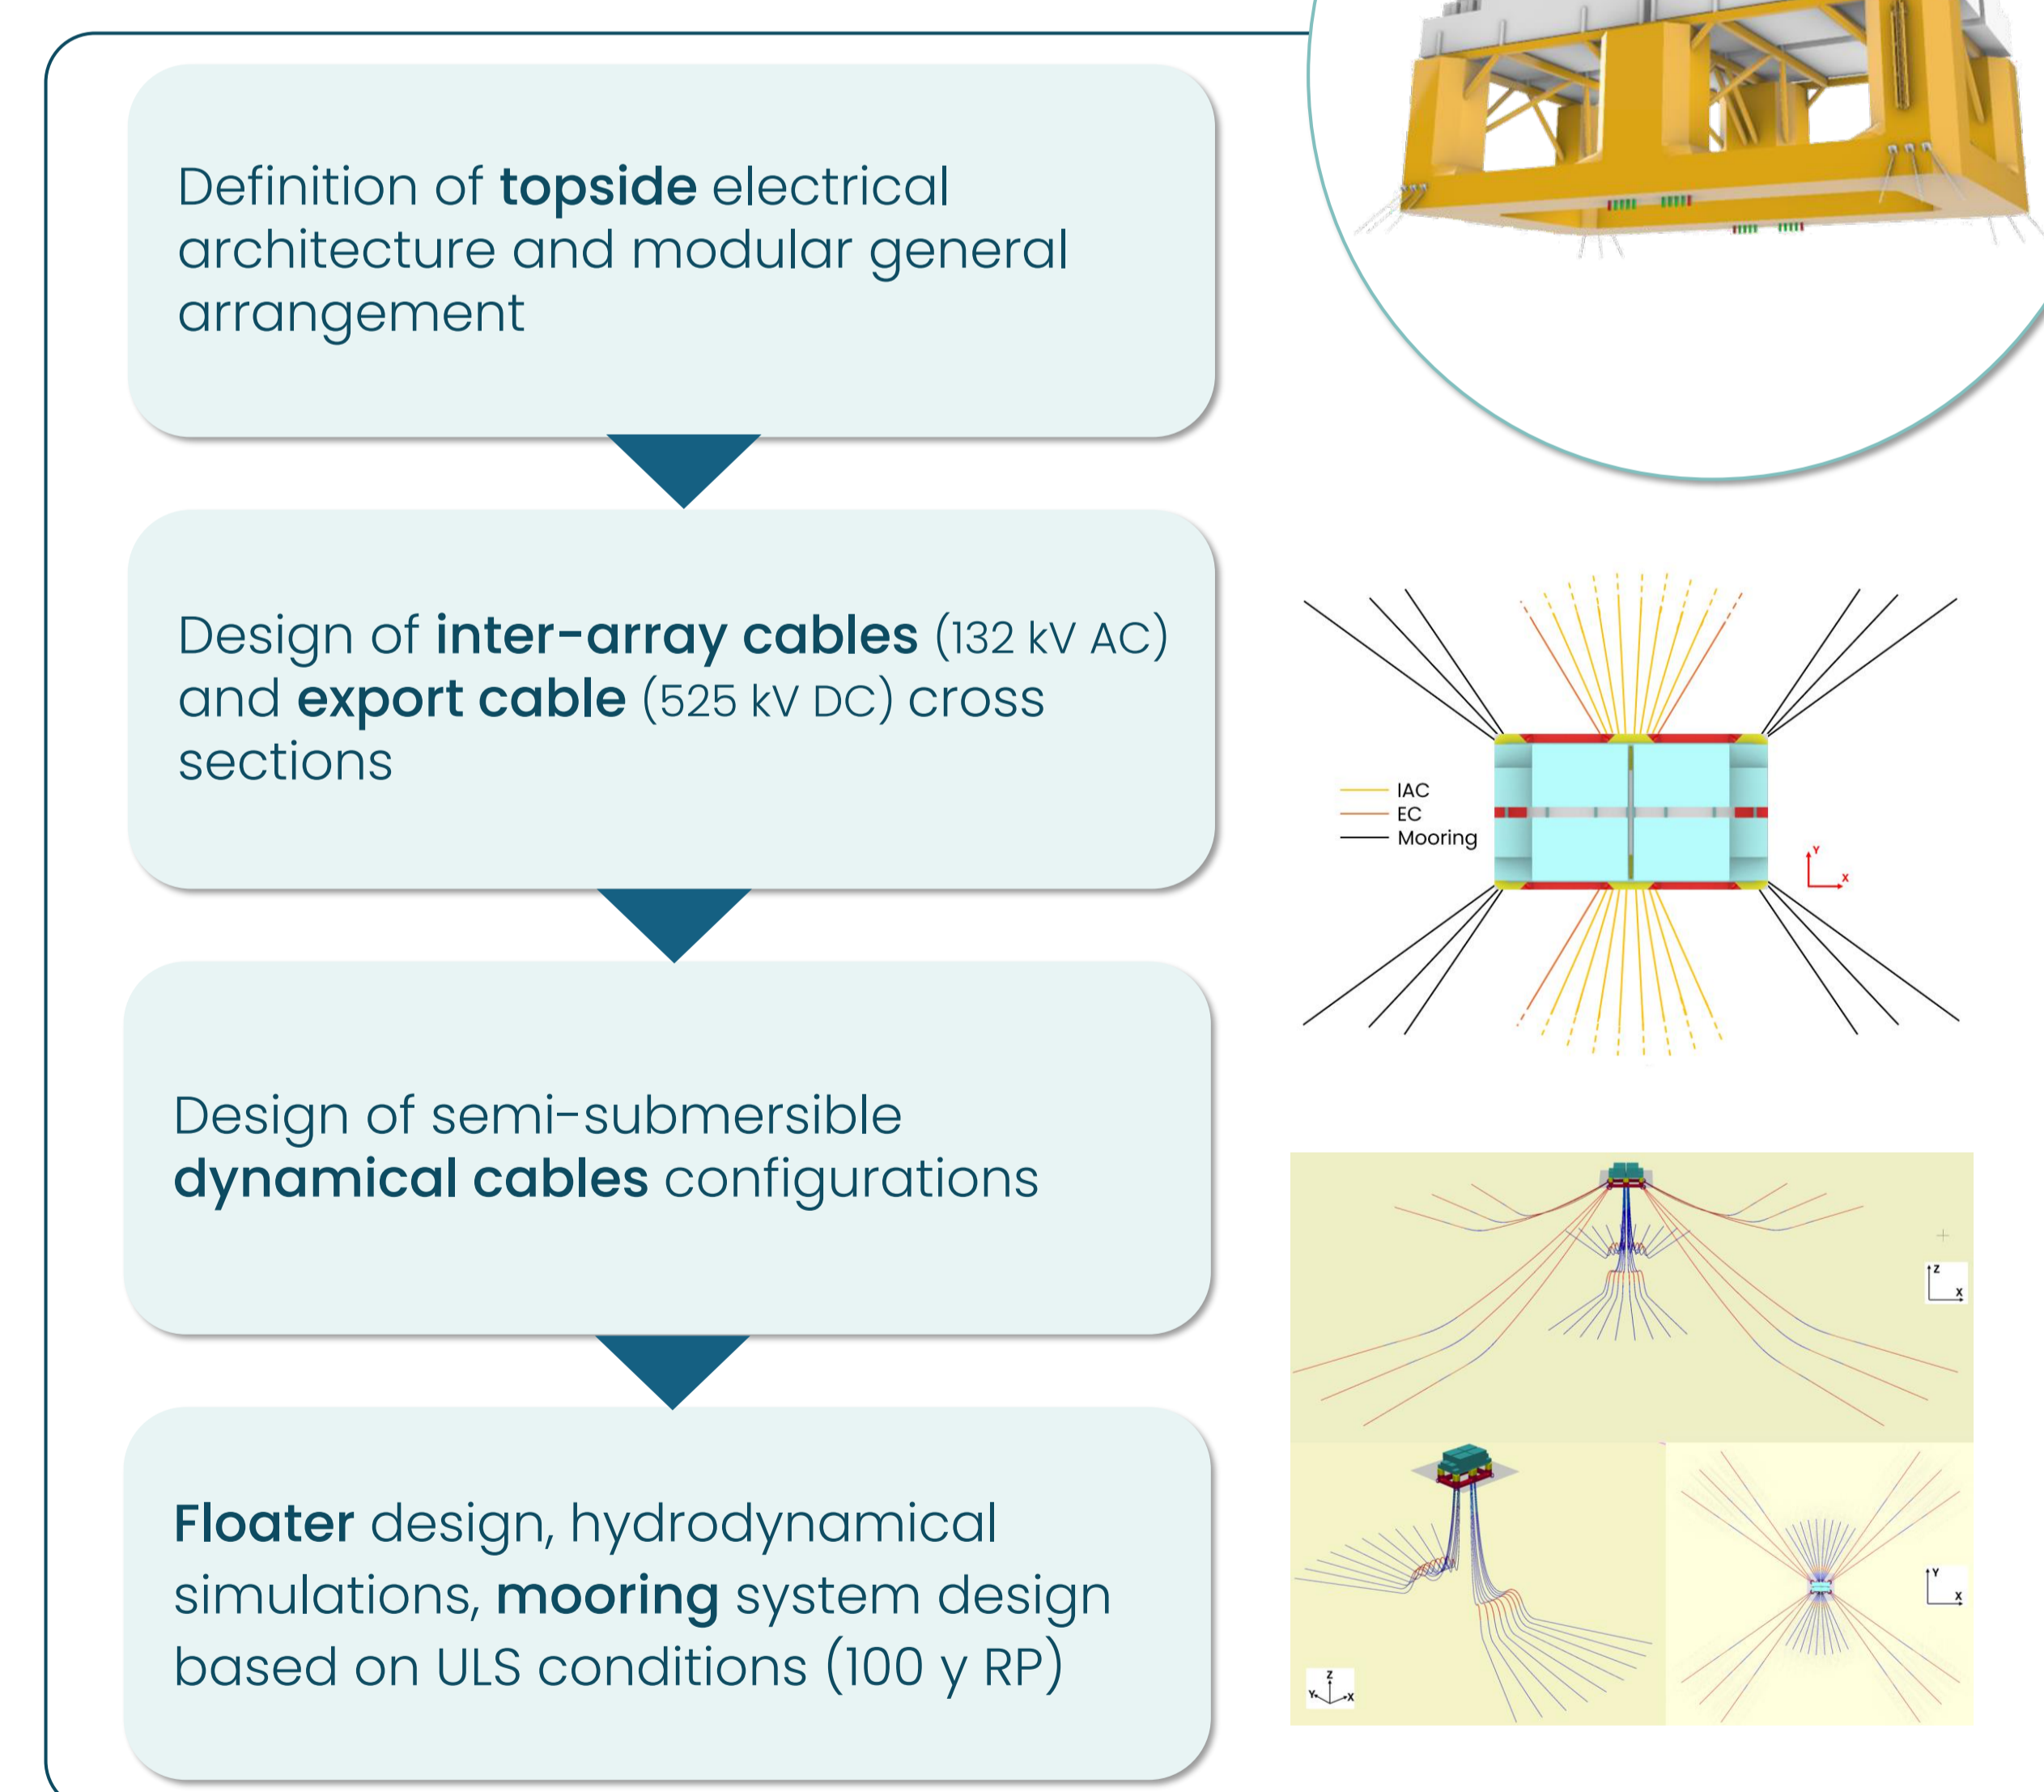 Definition of topside electrical
architecture and modular general
arrangement
Design of inter-array cables (132 kV AC)
and export cable (525 kV DC) cross
sections
Design of semi-submersible
dynamical cables configurations
Floater design, hydrodynamical
simulations, mooring system design
based on ULS conditions (100 y RP)
IAC
EC
Mooring
Y
X
Z
X
Z
Y
X
Y
X